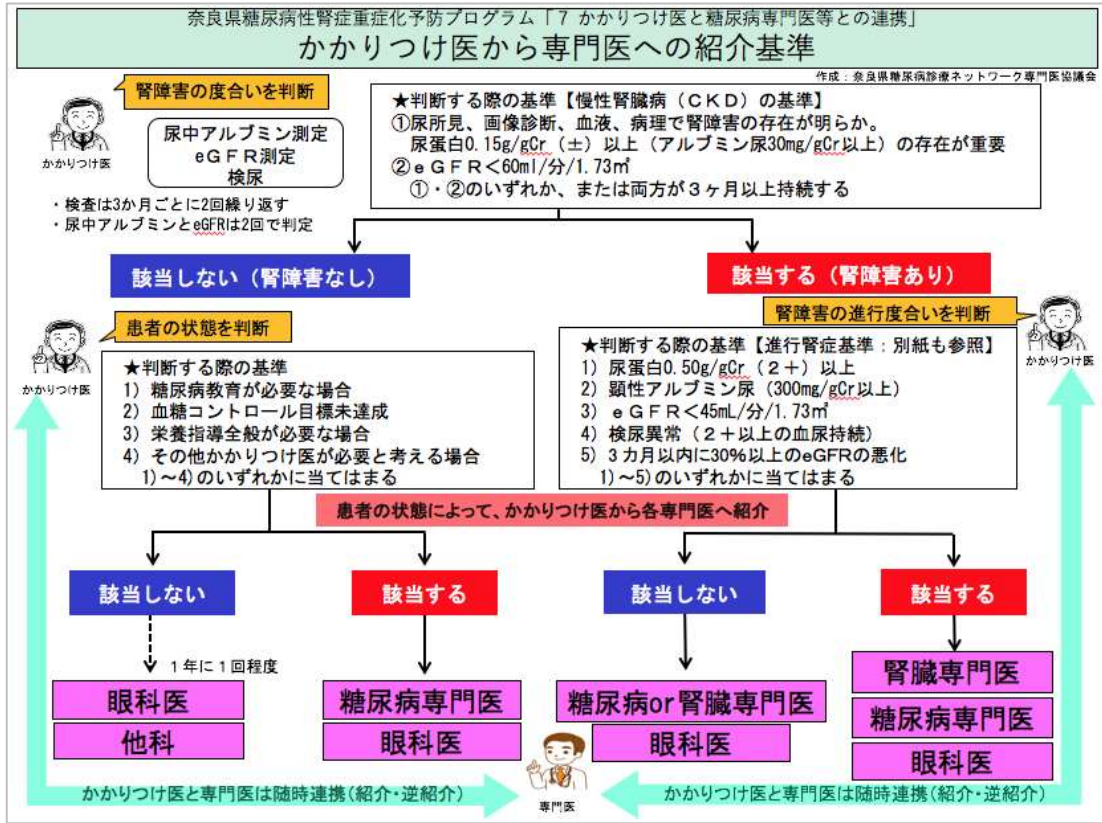 奈良県糖尿病性腎症重症化予防プログラム「7 かかりつけ医と糖尿病専門医等との連携」
かかりつけ医から専門医への紹介基準
作成：奈良県糖尿病診療ネットワーク専門医協議会
腎障害の度合いを判断
かかりつけ医
尿中アルブミン測定
eGFR測定
検尿
・検査は3か月ごとに2回繰り返す
・尿中アルブミンとeGFRは2回で判定
★判断する際の基準【慢性腎臓病（CKD）の基準】
①尿所見、画像診断、血液、病理で腎障害の存在が明らか。
尿蛋白0.15g/gCr（±）以上（アルブミン尿30mg/gCr以上）の存在が重要
②eGFR<60ml/分/1.73㎡
①・②のいずれか、または両方が3ヶ月以上持続する
該当しない（腎障害なし）
該当する（腎障害あり）
患者の状態を判断
かかりつけ医
★判断する際の基準
1）糖尿病教育が必要な場合
2）血糖コントロール目標未達成
3）栄養指導全般が必要な場合
4）その他かかりつけ医が必要と考える場合
1)～4)のいずれかに当てはまる
腎障害の進行度合いを判断
かかりつけ医
★判断する際の基準【進行腎症基準：別紙も参照】
1）尿蛋白0.50g/gCr（2＋）以上
2）顕性アルブミン尿（300mg/gCr以上）
3）eGFR<45mL/分/1.73㎡
4）検尿異常（2＋以上の血尿持続）
5）3カ月以内に30%以上のeGFRの悪化
1)～5)のいずれかに当てはまる
患者の状態によって、かかりつけ医から各専門医へ紹介
該当しない
該当する
該当しない
該当する
1年に1回程度
眼科医
他科
糖尿病専門医
眼科医
糖尿病or腎臓専門医
眼科医
腎臓専門医
糖尿病専門医
眼科医
かかりつけ医と専門医は随時連携（紹介・逆紹介）
専門医
かかりつけ医と専門医は随時連携（紹介・逆紹介）